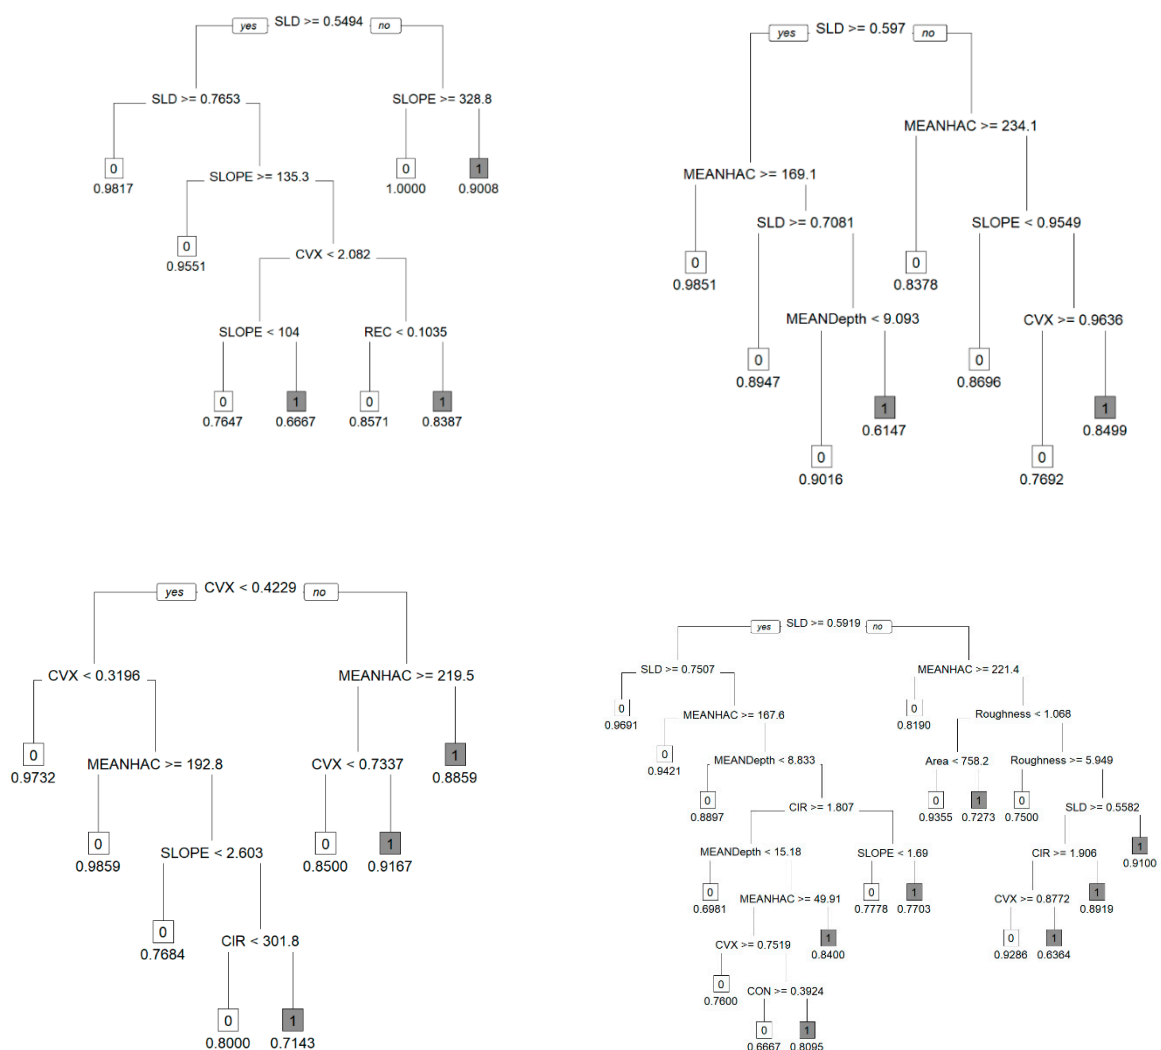 yes SLD >= 0.5494 no
SLD >= 0.7653 SLOPE >= 328.8
0 0 1
0.9817 1.0000 0.9008
SLOPE >= 135.3
0
0.9551
CVX < 2.082
SLOPE < 104 REC < 0.1035
0 1 0 1
0.7647 0.6667 0.8571 0.8387
yes SLD >= 0.597 no
MEANHAC >= 234.1
MEANHAC >= 169.1
SLD >= 0.7081 SLOPE < 0.9549
0 0
0.9851 0.8378
MEANDepth < 9.093 CVX >= 0.9636
0 0
0.8947 0.8696
1 1
0.6147 0.8499
0 0
0.9016 0.7692
yes CVX < 0.4229 no
CVX < 0.3196 MEANHAC >= 219.5
0 1
0.9732 0.8859
MEANHAC >= 192.8 CVX < 0.7337
0 0 1
0.9859 0.8500 0.9167
SLOPE < 2.603
0
0.7684
CIR < 301.8
0 1
0.8000 0.7143
yes SLD >= 0.5919 no
SLD >= 0.7507 MEANHAC >= 221.4
0 0
0.9691 0.8190
MEANHAC >= 167.6 Roughness < 1.068
0
0.9421
MEANDepth < 8.833 Area < 758.2 Roughness >= 5.949
0 0 1 0
0.8897 0.9355 0.7273 0.7500
CIR >= 1.807 SLD >= 0.5582
1
0.9100
MEANDepth < 15.18 SLOPE < 1.69 CIR >= 1.906
0 0 1 1
0.6981 0.7778 0.7703 0.8919
MEANHAC >= 49.91 CVX >= 0.8772
1 0 1
0.8400 0.9286 0.6364
CVX >= 0.7519
0
0.7600
CON >= 0.3924
0 1
0.6667 0.8095